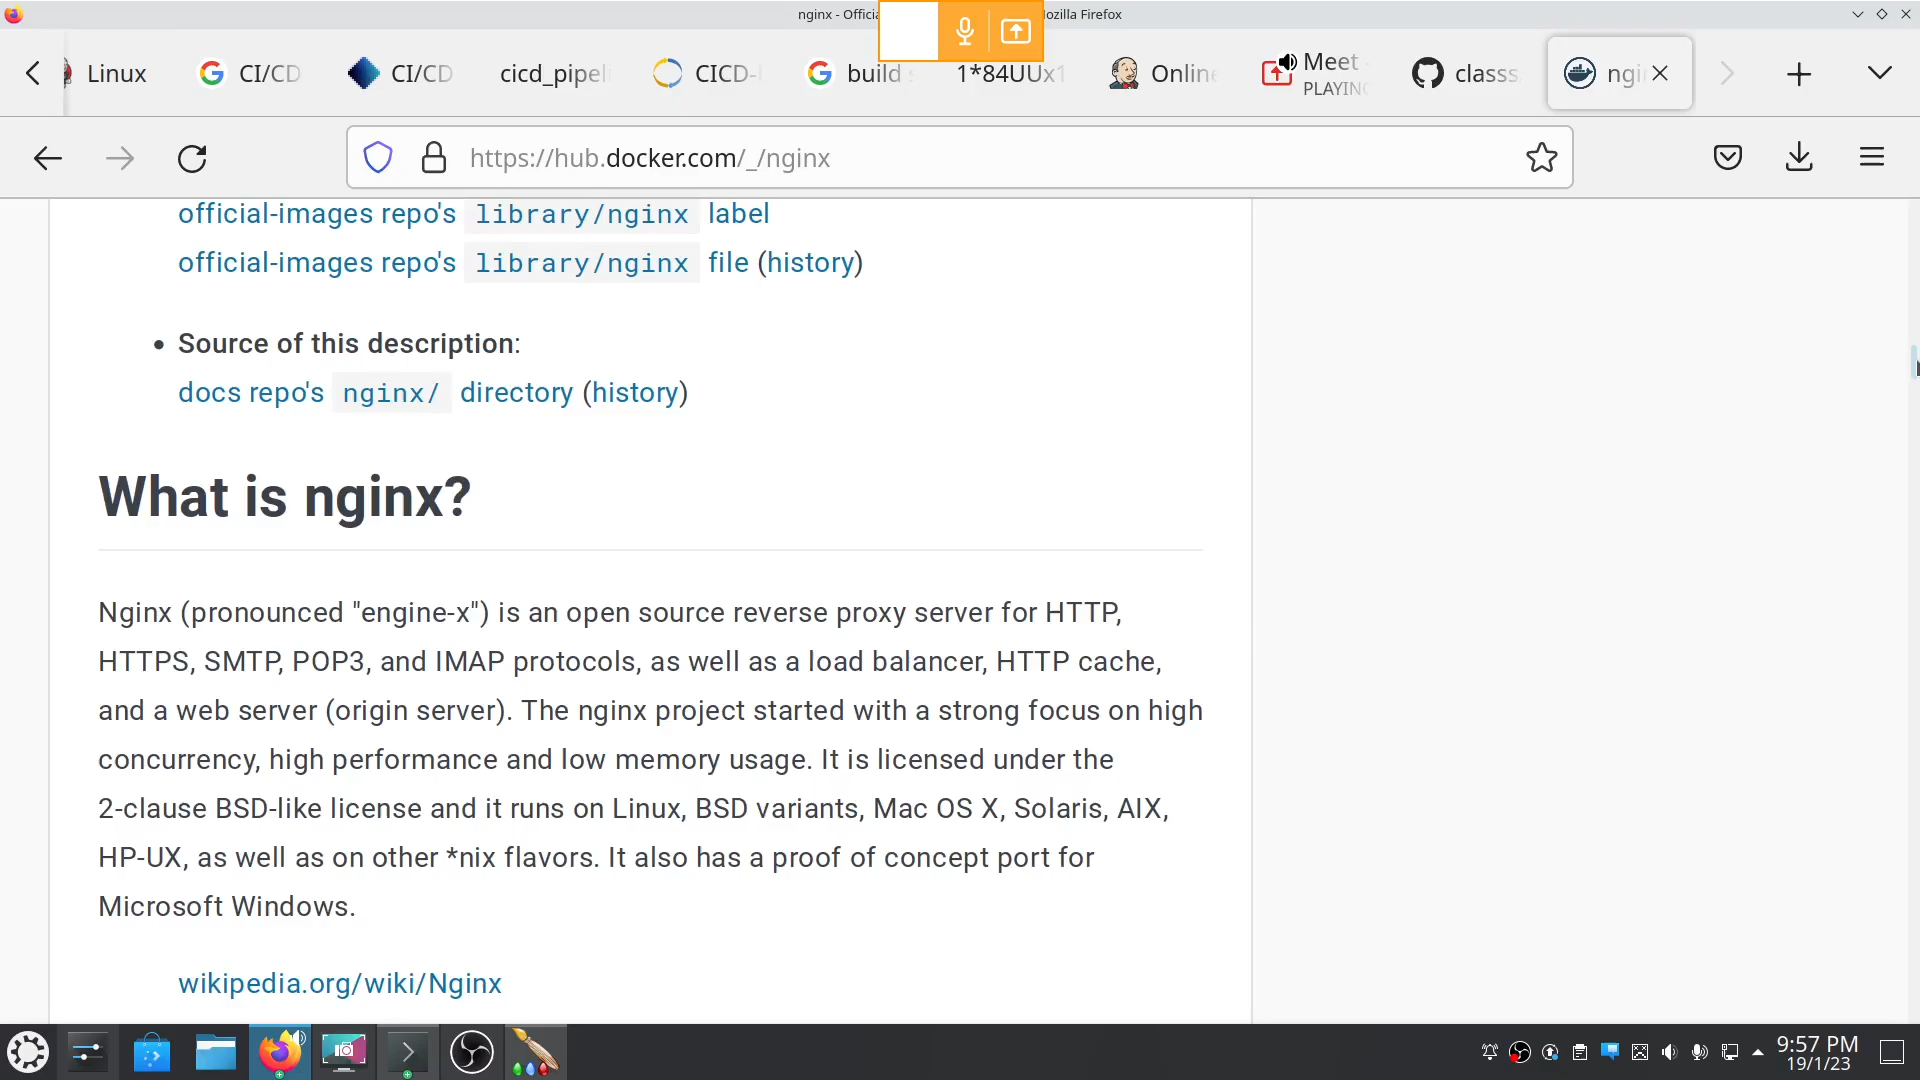 nginx - Offici
ozilla Firefox
Linux
CI/CD
CI/CD
cicd_pipeli
CICD-
build s
1*84UUx1
Online
Meet
PLAYING
classs
ngi
https://hub.docker.com/_/nginx
official-images repo's library/nginx label
official-images repo's library/nginx file (history)
• Source of this description:
docs repo's nginx/ directory (history)
What is nginx?
Nginx (pronounced "engine-x") is an open source reverse proxy server for HTTP,
HTTPS, SMTP, POP3, and IMAP protocols, as well as a load balancer, HTTP cache,
and a web server (origin server). The nginx project started with a strong focus on high
concurrency, high performance and low memory usage. It is licensed under the
2-clause BSD-like license and it runs on Linux, BSD variants, Mac OS X, Solaris, AIX,
HP-UX, as well as on other *nix flavors. It also has a proof of concept port for
Microsoft Windows.
wikipedia.org/wiki/Nginx
9:57 PM
19/1/23